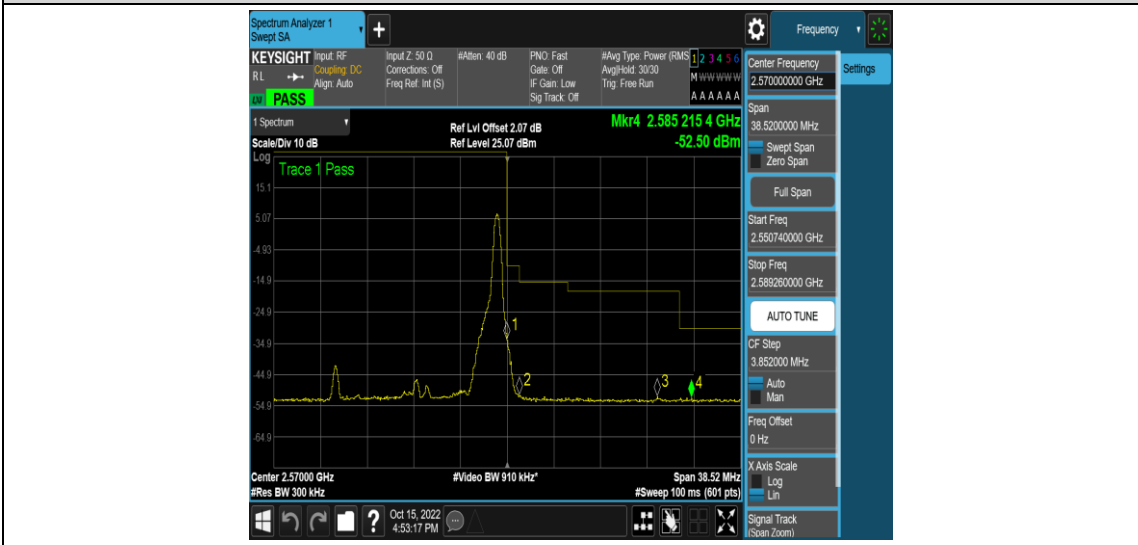 Spectrum Analyzer 1
Swept SA
+
Frequency
KEYSIGHT
Input: RF
Coupling: DC
Align: Auto
Input Z: 50 Ω
Corrections: Off
Freq Ref: Int (S)
#Atten: 40 dB
PNO: Fast
Gate: Off
IF Gain: Low
Sig Track: Off
#Avg Type: Power (RMS
Avg|Hold: 30/30
Trig: Free Run
1 2 3 4 5 6
M W W W W W
A A A A A A
R L
LXI
PASS
1 Spectrum
Scale/Div 10 dB
Ref Lvl Offset 2.07 dB
Ref Level 25.07 dBm
Mkr4 2.585 215 4 GHz
-52.50 dBm
Log
Trace 1 Pass
15.1
5.07
-4.93
-14.9
-24.9
-34.9
-44.9
-54.9
-64.9
1
2
3
4
Center 2.57000 GHz
#Res BW 300 kHz
#Video BW 910 kHz*
Span 38.52 MHz
#Sweep 100 ms (601 pts)
?
Oct 15, 2022
4:53:17 PM
Center Frequency
2.570000000 GHz
Settings
Span
38.5200000 MHz
Swept Span
Zero Span
Full Span
Start Freq
2.550740000 GHz
Stop Freq
2.589260000 GHz
AUTO TUNE
CF Step
3.852000 MHz
Auto
Man
Freq Offset
0 Hz
X Axis Scale
Log
Lin
Signal Track
(Span Zoom)